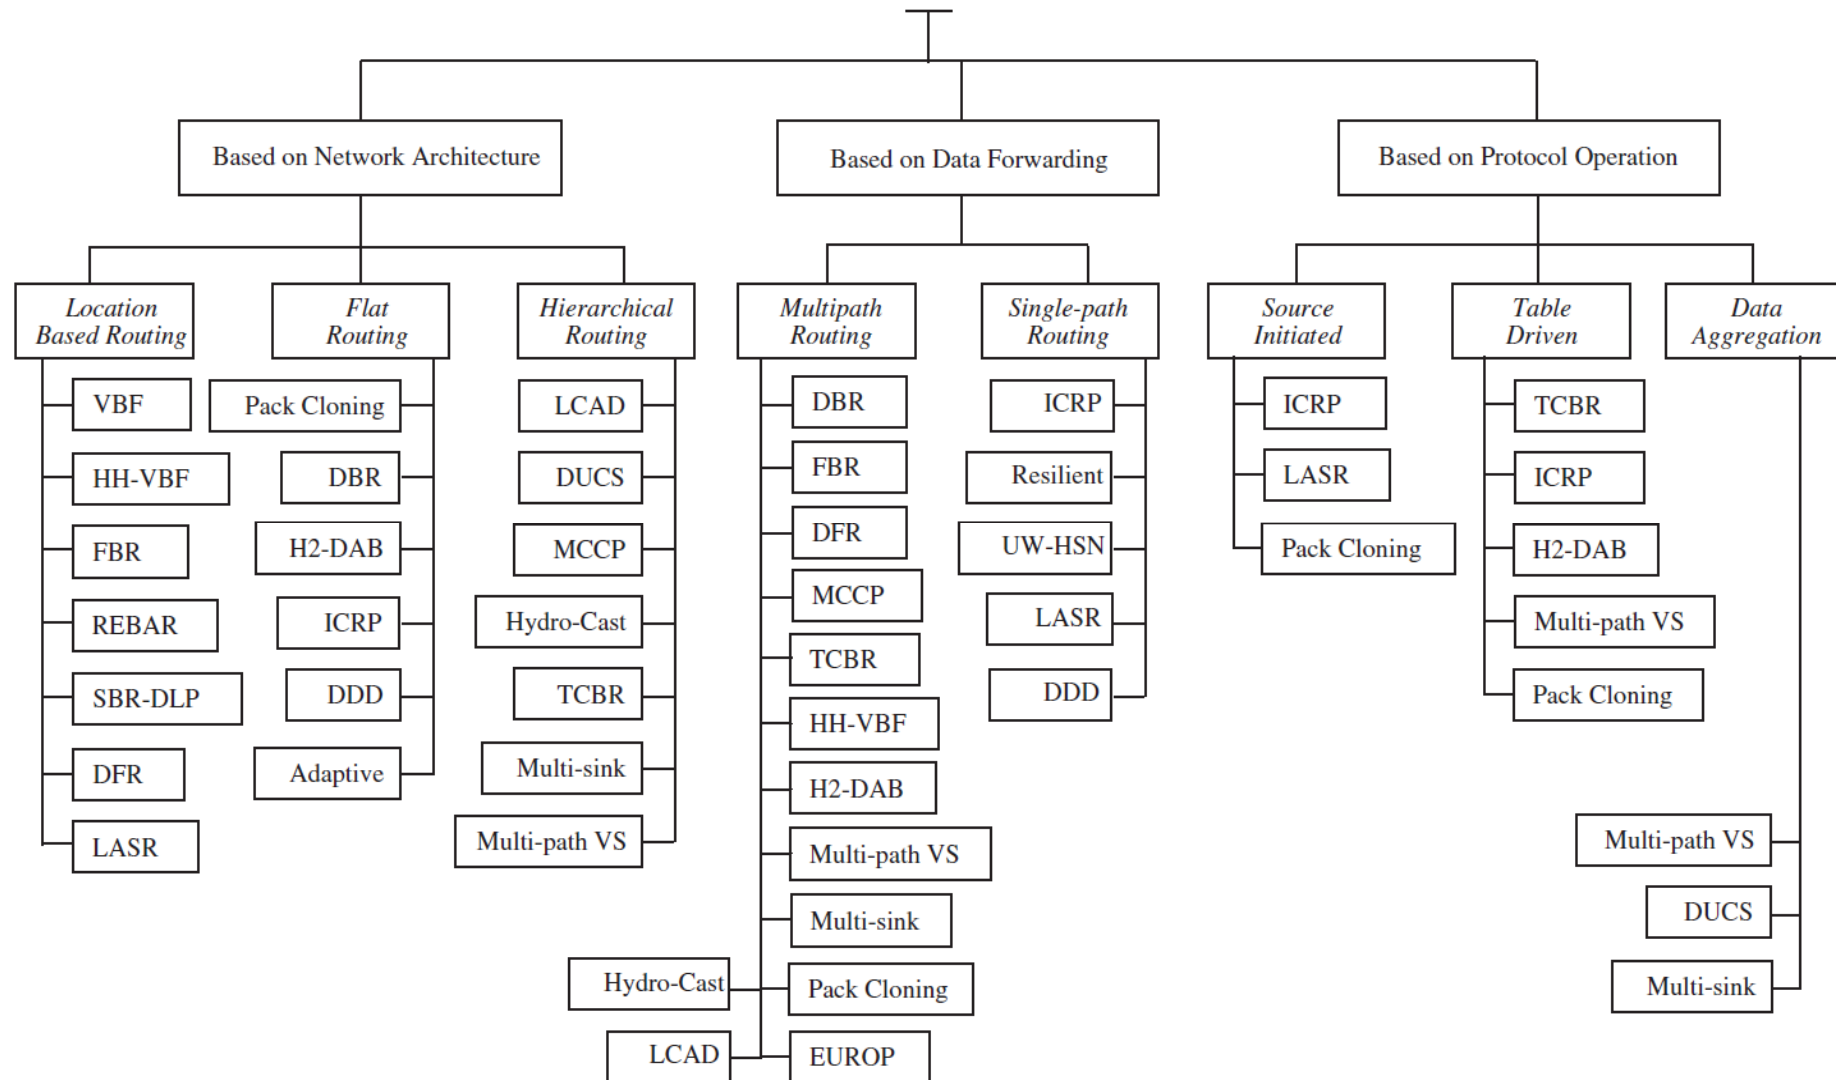 Based on Network Architecture
Based on Data Forwarding
Based on Protocol Operation
Location
Based Routing
Flat
Routing
Hierarchical
Routing
Multipath
Routing
Single-path
Routing
Source
Initiated
Table
Driven
Data
Aggregation
VBF
HH-VBF
FBR
REBAR
SBR-DLP
DFR
LASR
Pack Cloning
DBR
H2-DAB
ICRP
DDD
Adaptive
LCAD
DUCS
MCCP
Hydro-Cast
TCBR
Multi-sink
Multi-path VS
DBR
FBR
DFR
MCCP
TCBR
HH-VBF
H2-DAB
Multi-path VS
Multi-sink
Hydro-Cast
Pack Cloning
LCAD
EUROP
ICRP
Resilient
UW-HSN
LASR
DDD
ICRP
LASR
Pack Cloning
TCBR
ICRP
H2-DAB
Multi-path VS
Pack Cloning
Multi-path VS
DUCS
Multi-sink